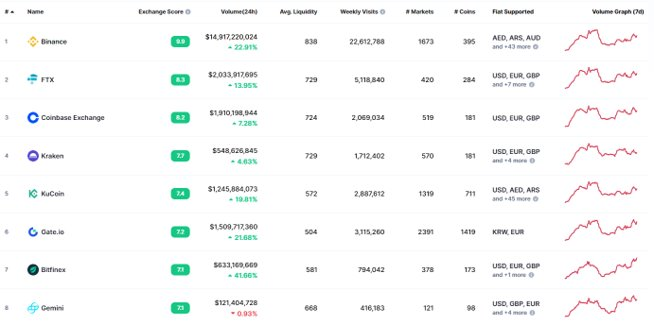 # Name Exchange Score Volume(24h) Avg. Liquidity Weekly Visits # Markets # Coins Fiat Supported Volume Graph (7d)
1 Binance 9.9 $14,917,220,024 838 22,612,788 1673 395 AED, ARS, AUD
22.91% and +43 more
2 FTX 8.3 $2,033,917,695 729 5,118,840 420 284 USD, EUR, GBP
13.95% and +7 more
3 Coinbase Exchange 8.2 $1,910,198,944 724 2,069,034 519 181 USD, EUR, GBP
7.28%
4 Kraken 7.7 $548,626,845 729 1,712,402 570 181 USD, EUR, GBP
4.63% and +4 more
5 KuCoin 7.4 $1,245,884,073 572 2,887,612 1319 711 USD, AED, ARS
19.81% and +45 more
6 Gate.io 7.2 $1,509,717,360 504 3,115,260 2391 1419 KRW, EUR
21.68%
7 Bitfinex 7.1 $633,169,669 581 794,042 378 173 USD, EUR, GBP
41.66% and +1 more
8 Gemini 7.1 $121,404,728 668 416,183 121 98 USD, GBP, EUR
0.93% and +4 more